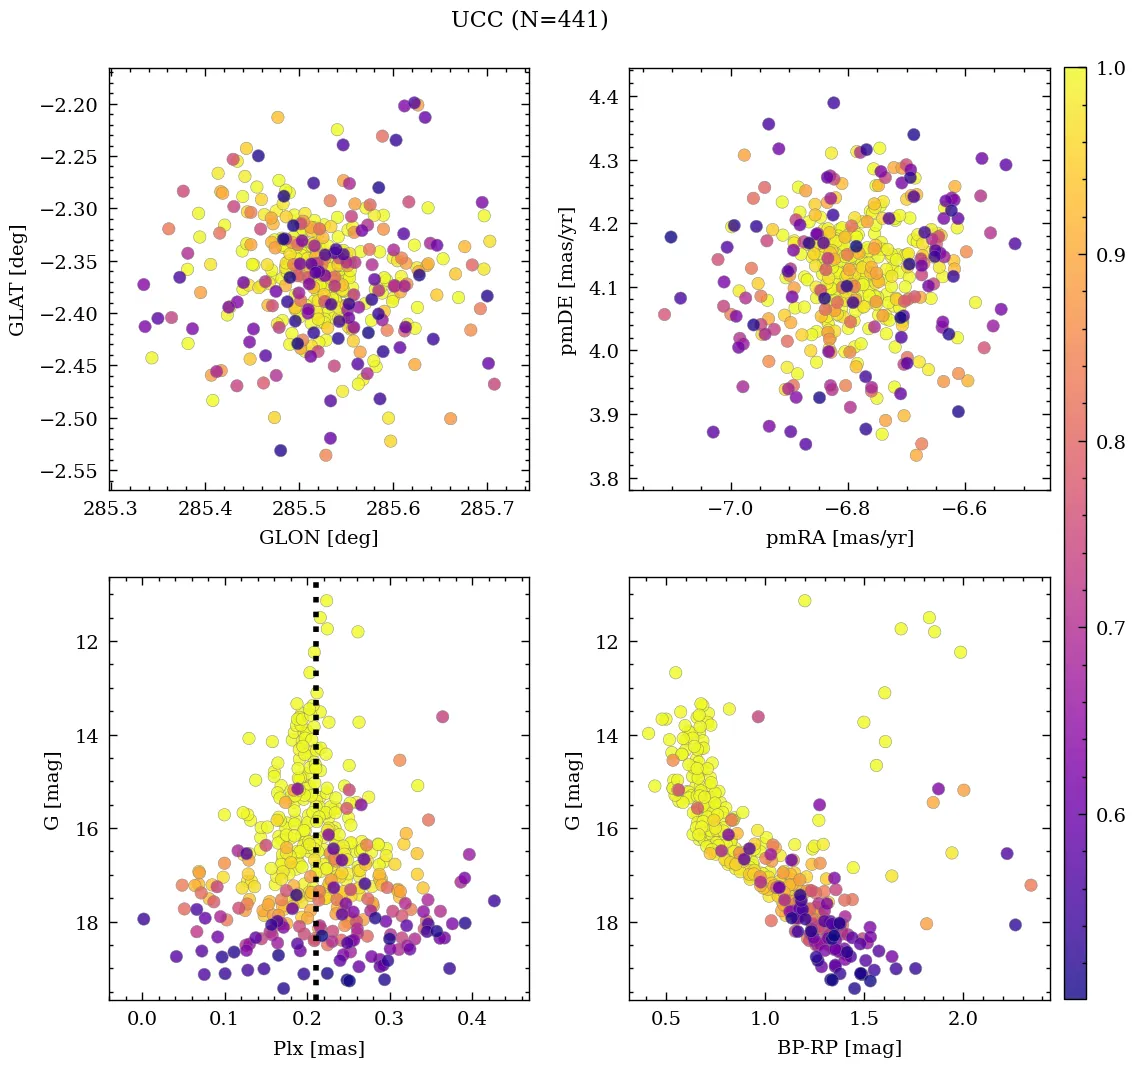 UCC (N=441)
−2.20
−2.25
−2.30
−2.35
−2.40
−2.45
−2.50
−2.55
GLAT [deg]
285.3 285.4 285.5 285.6 285.7
GLON [deg]
4.4
4.3
4.2
4.1
4.0
3.9
3.8
pmDE [mas/yr]
−7.0 −6.8 −6.6
pmRA [mas/yr]
1.0
0.9
0.8
0.7
0.6
12
14
16
18
G [mag]
0.0 0.1 0.2 0.3 0.4
Plx [mas]
12
14
16
18
G [mag]
0.5 1.0 1.5 2.0
BP-RP [mag]